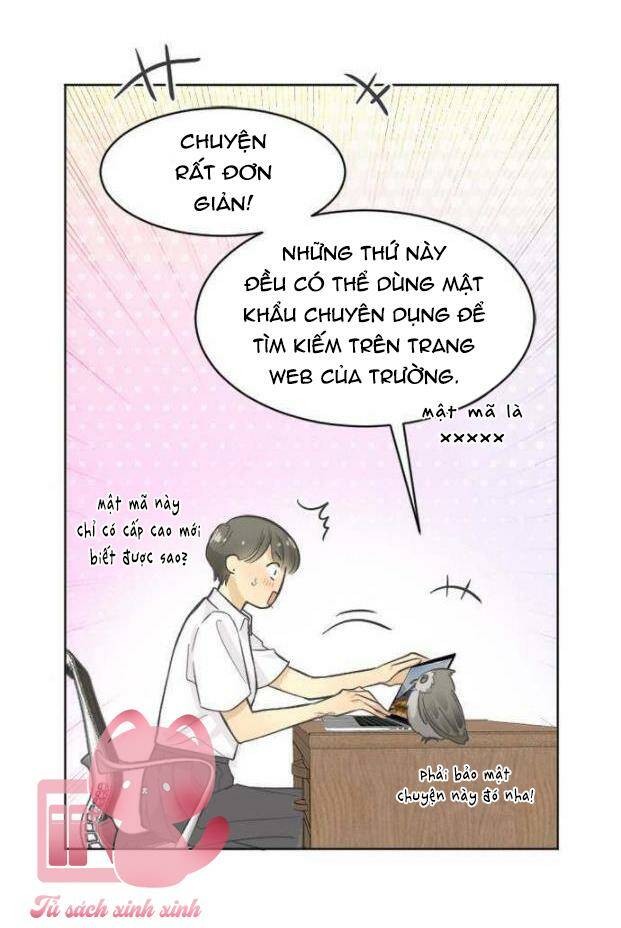 CHUYỆN
RẤT ĐƠN
GIẢN!
NHỮNG THỨ NÀY
ĐỀU CÓ THỂ DÙNG MẬT
KHẨU CHUYÊN DỤNG ĐỂ
TÌM KIẾM TRÊN TRANG
WEB CỦA TRƯỜNG.
Mật mã là
xxxxx
Mật mã này
chỉ có cấp cao mới
biết được sao?
Phải bảo mật
chuyện này đó nha!
Tủ sách xinh xinh